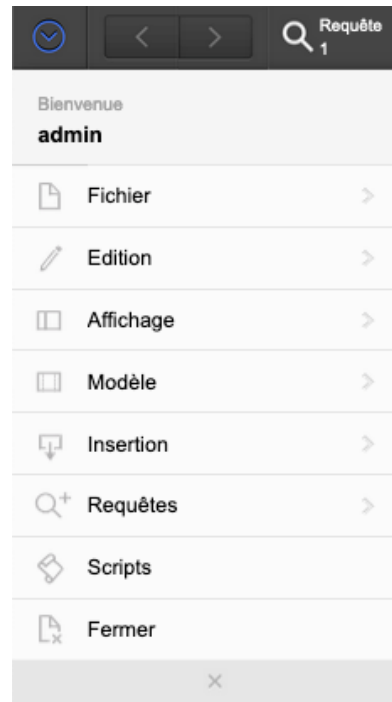 Requête
1
Bienvenue
admin
Fichier
Edition
Affichage
Modèle
Insertion
Requêtes
Scripts
Fermer